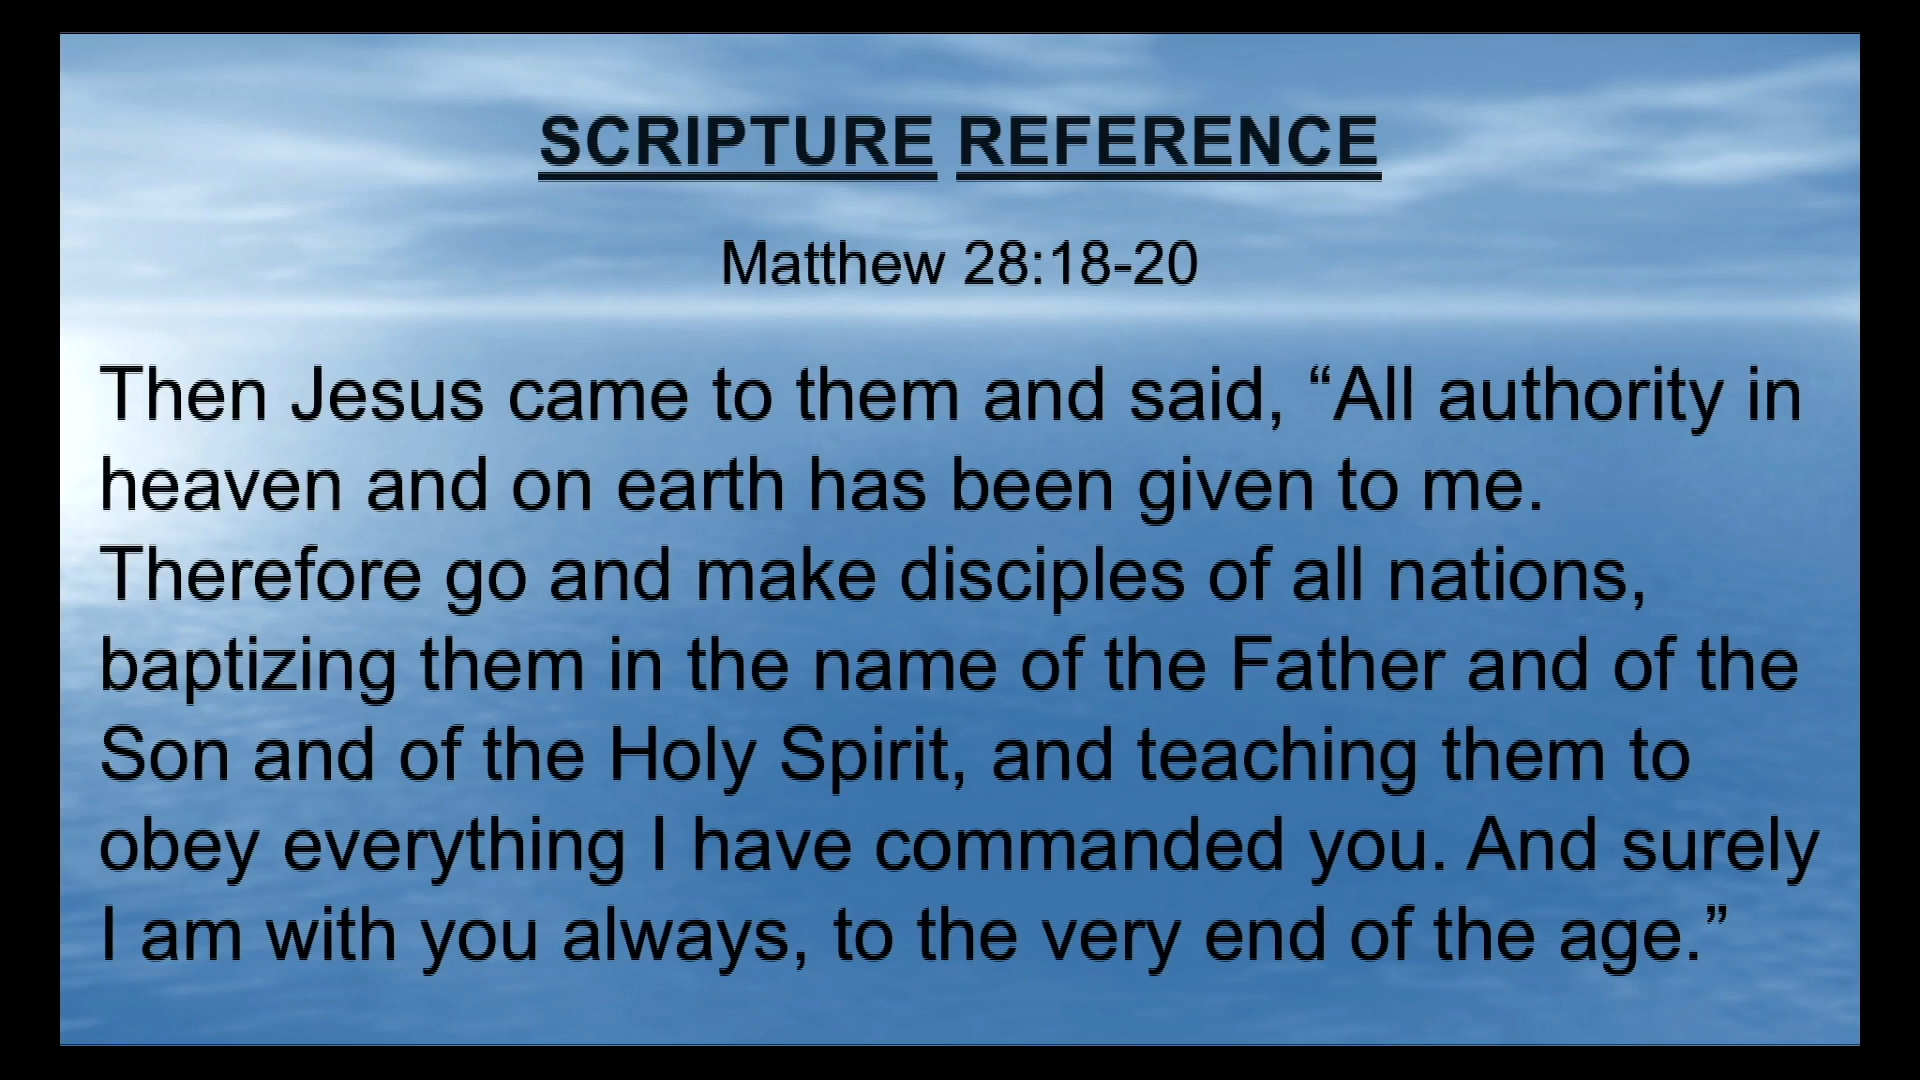 SCRIPTURE REFERENCE
Matthew 28:18-20
Then Jesus came to them and said, “All authority in
heaven and on earth has been given to me.
Therefore go and make disciples of all nations,
baptizing them in the name of the Father and of the
Son and of the Holy Spirit, and teaching them to
obey everything I have commanded you. And surely
I am with you always, to the very end of the age.”